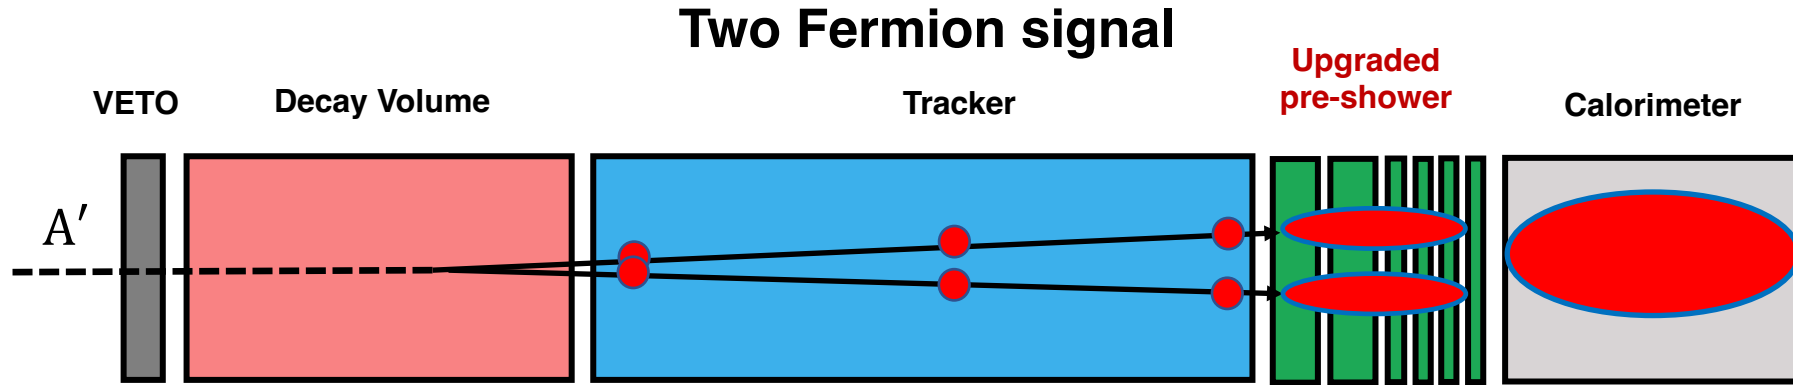 Two Fermion signal
Upgraded
pre-shower
VETO
Decay Volume
Tracker
Calorimeter
A′